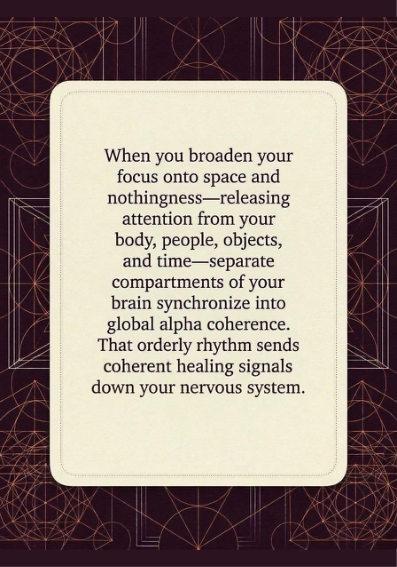 When you broaden your
focus onto space and
nothingness—releasing
attention from your
body, people, objects,
and time—separate
compartments of your
brain synchronize into
global alpha coherence.
That orderly rhythm sends
coherent healing signals
down your nervous system.